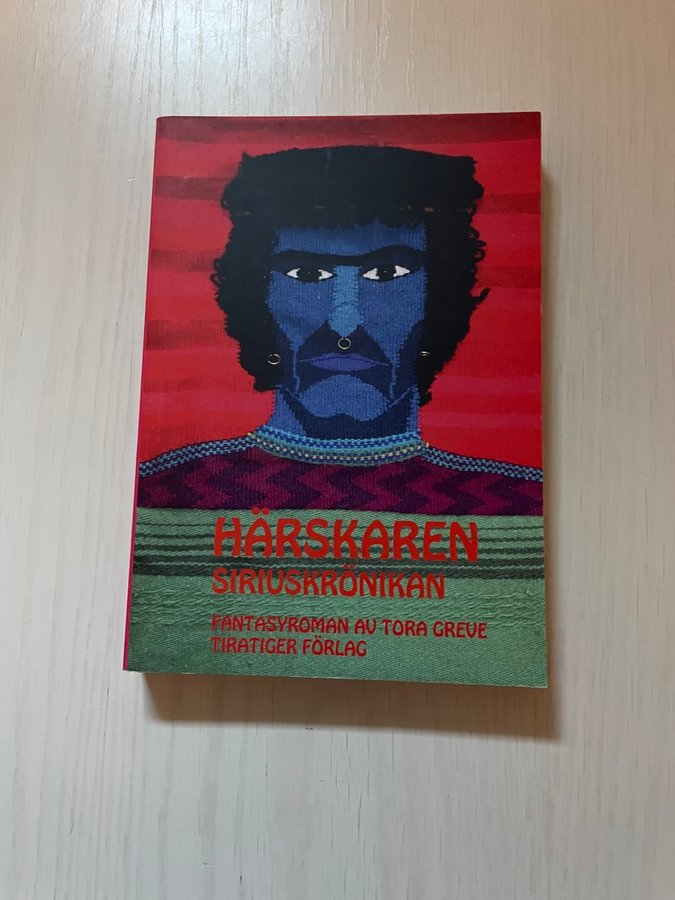 HÄRSKAREN
SIRIUSKRÖNIKAN
FANTASYROMAN AV TORA GREVE
TIRATIGER FÖRLAG